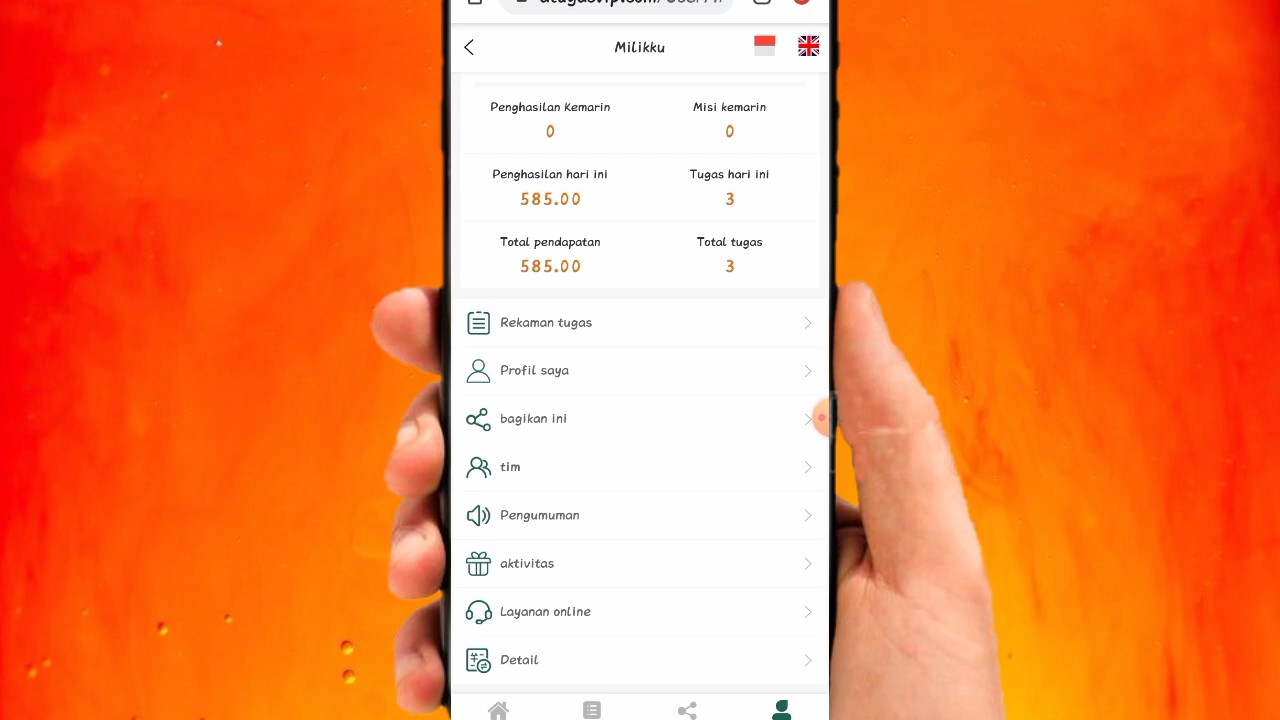 Milikku
Penghasilan Kemarin
Misi kemarin
0
0
Penghasilan hari ini
Tugas hari ini
585.00
3
Total pendapatan
Total tugas
585.00
3
Rekaman tugas
Profil saya
bagikan ini
tim
Pengumuman
aktivitas
Layanan online
Detail